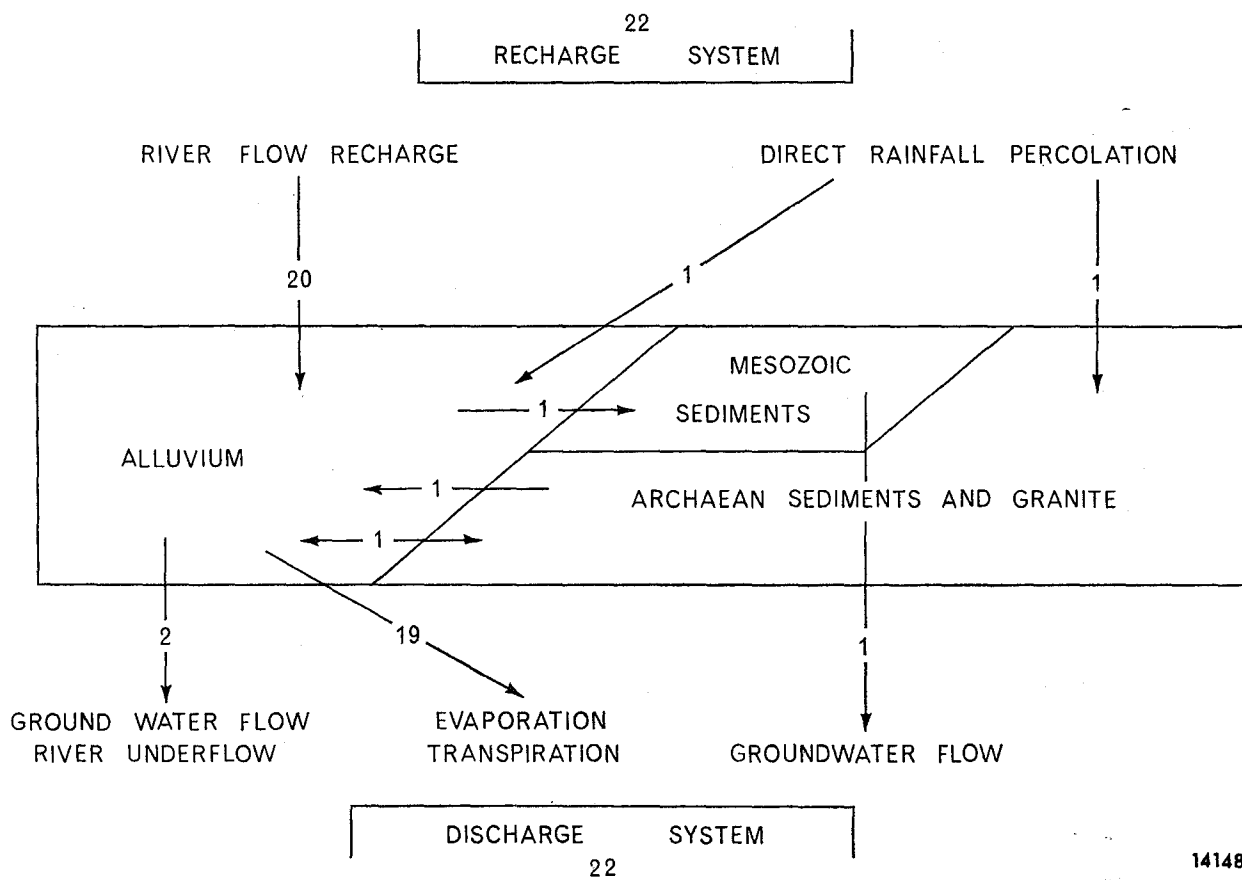 22
RECHARGE SYSTEM
RIVER FLOW RECHARGE
DIRECT RAINFALL PERCOLATION
20
1
1
MESOZOIC
SEDIMENTS
1
ALLUVIUM
1
ARCHAEAN SEDIMENTS AND GRANITE
1
2
19
1
GROUND WATER FLOW
RIVER UNDERFLOW
EVAPORATION
TRANSPIRATION
GROUNDWATER FLOW
DISCHARGE SYSTEM
22
14148